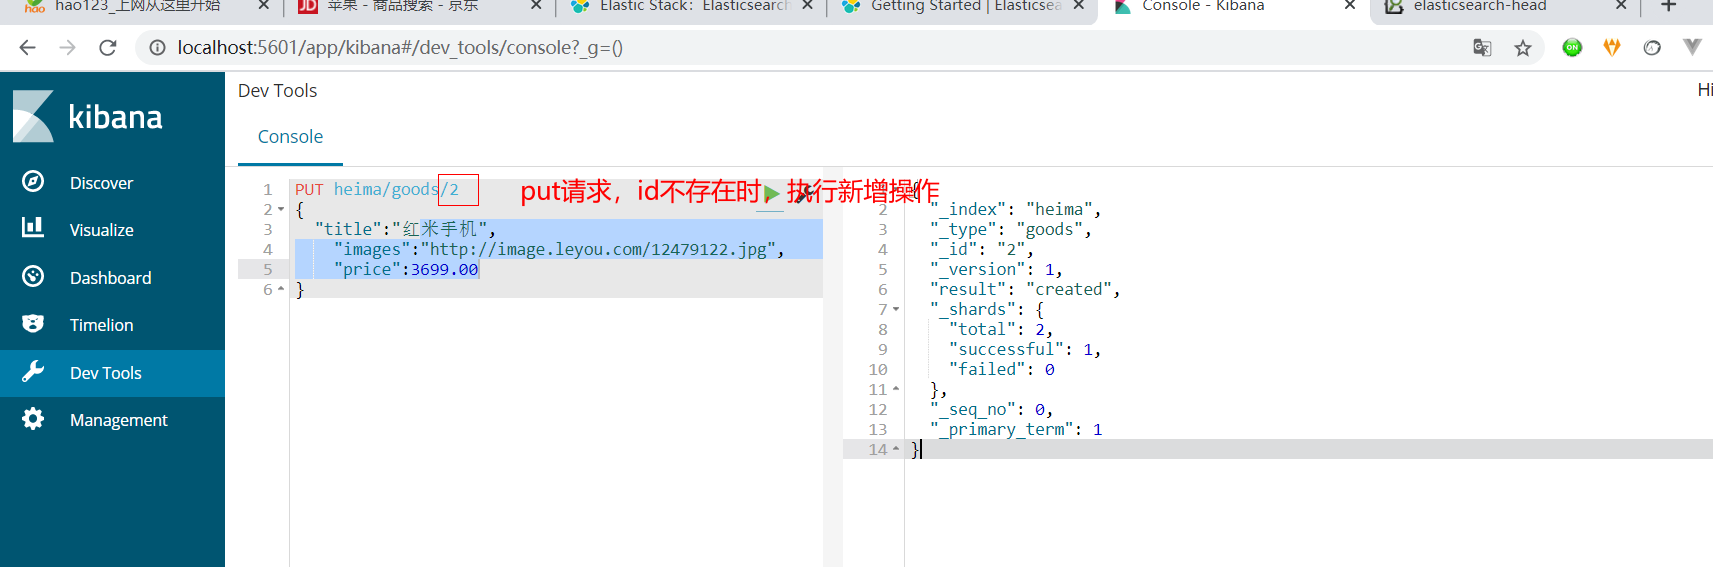 hao123_上网从这里开始
苹果 - 商品搜索 - 京东
Elastic Stack: Elasticsearch
Getting Started | Elasticsea
Console - Kibana
elasticsearch-head
localhost:5601/app/kibana#/dev_tools/console?_g=()
ON
kibana
Discover
Visualize
Dashboard
Timelion
Dev Tools
Management
Dev Tools
Hi
Console
1 PUT heima/goods/2
put请求，id不存在时，执行新增操作
2 {
3 "title":"红米手机",
4 "images":"http://image.leyou.com/12479122.jpg",
5 "price":3699.00
6 }
{
2 "_index": "heima",
3 "_type": "goods",
4 "_id": "2",
5 "_version": 1,
6 "result": "created",
7 "_shards": {
8 "total": 2,
9 "successful": 1,
10 "failed": 0
11 },
12 "_seq_no": 0,
13 "_primary_term": 1
14 }